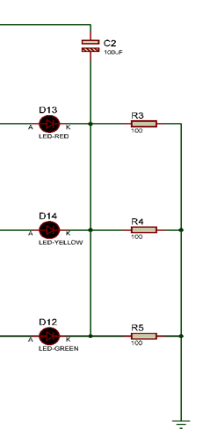 C2
100uF
D13
A K
LED-RED
R3
100
D14
A K
LED-YELLOW
R4
100
D12
A K
LED-GREEN
R5
100